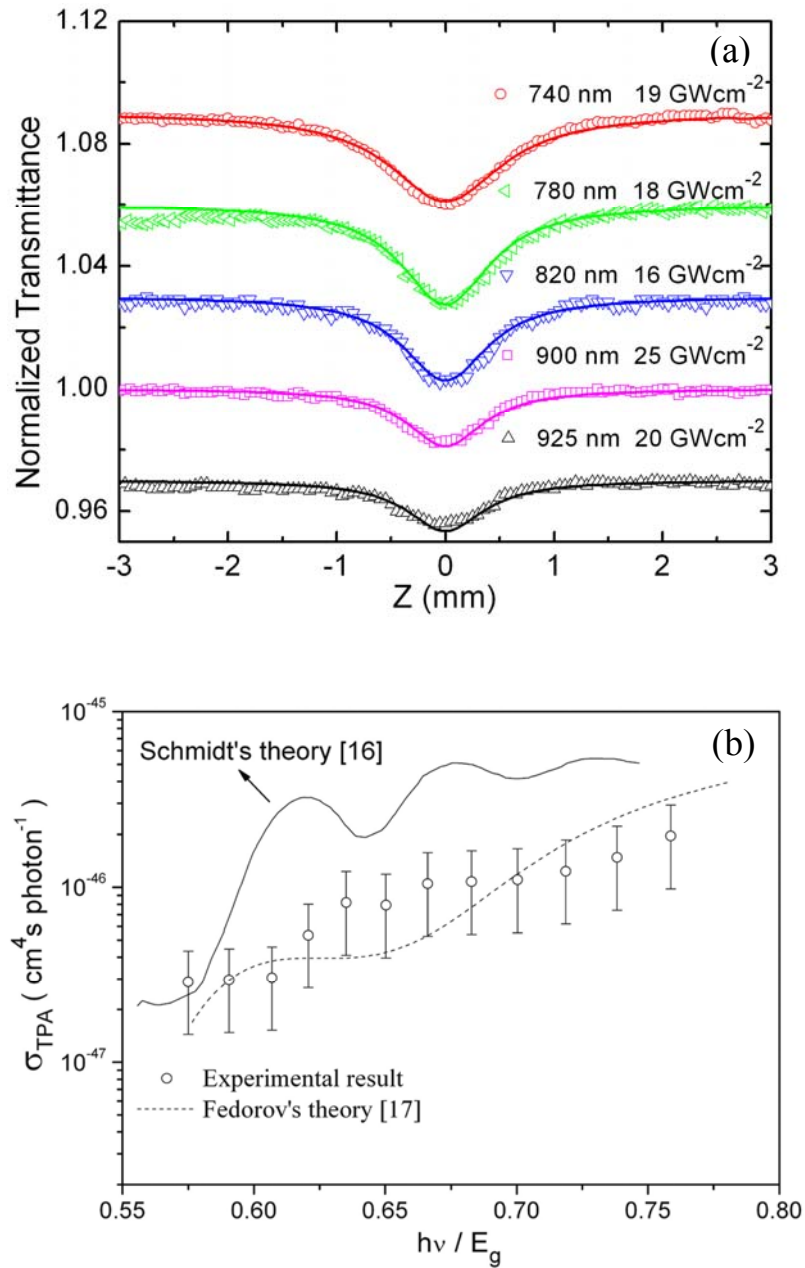 1.12
(a)
740 nm 19 GWcm⁻²
1.08
780 nm 18 GWcm⁻²
1.04
820 nm 16 GWcm⁻²
900 nm 25 GWcm⁻²
1.00
925 nm 20 GWcm⁻²
0.96
Normalized Transmittance
-3 -2 -1 0 1 2 3
Z (mm)
10⁻⁴⁵
(b)
Schmidt's theory [16]
10⁻⁴⁶
σTPA ( cm⁴s photon⁻¹)
10⁻⁴⁷
Experimental result
Fedorov's theory [17]
0.55 0.60 0.65 0.70 0.75 0.80
hν / Eg